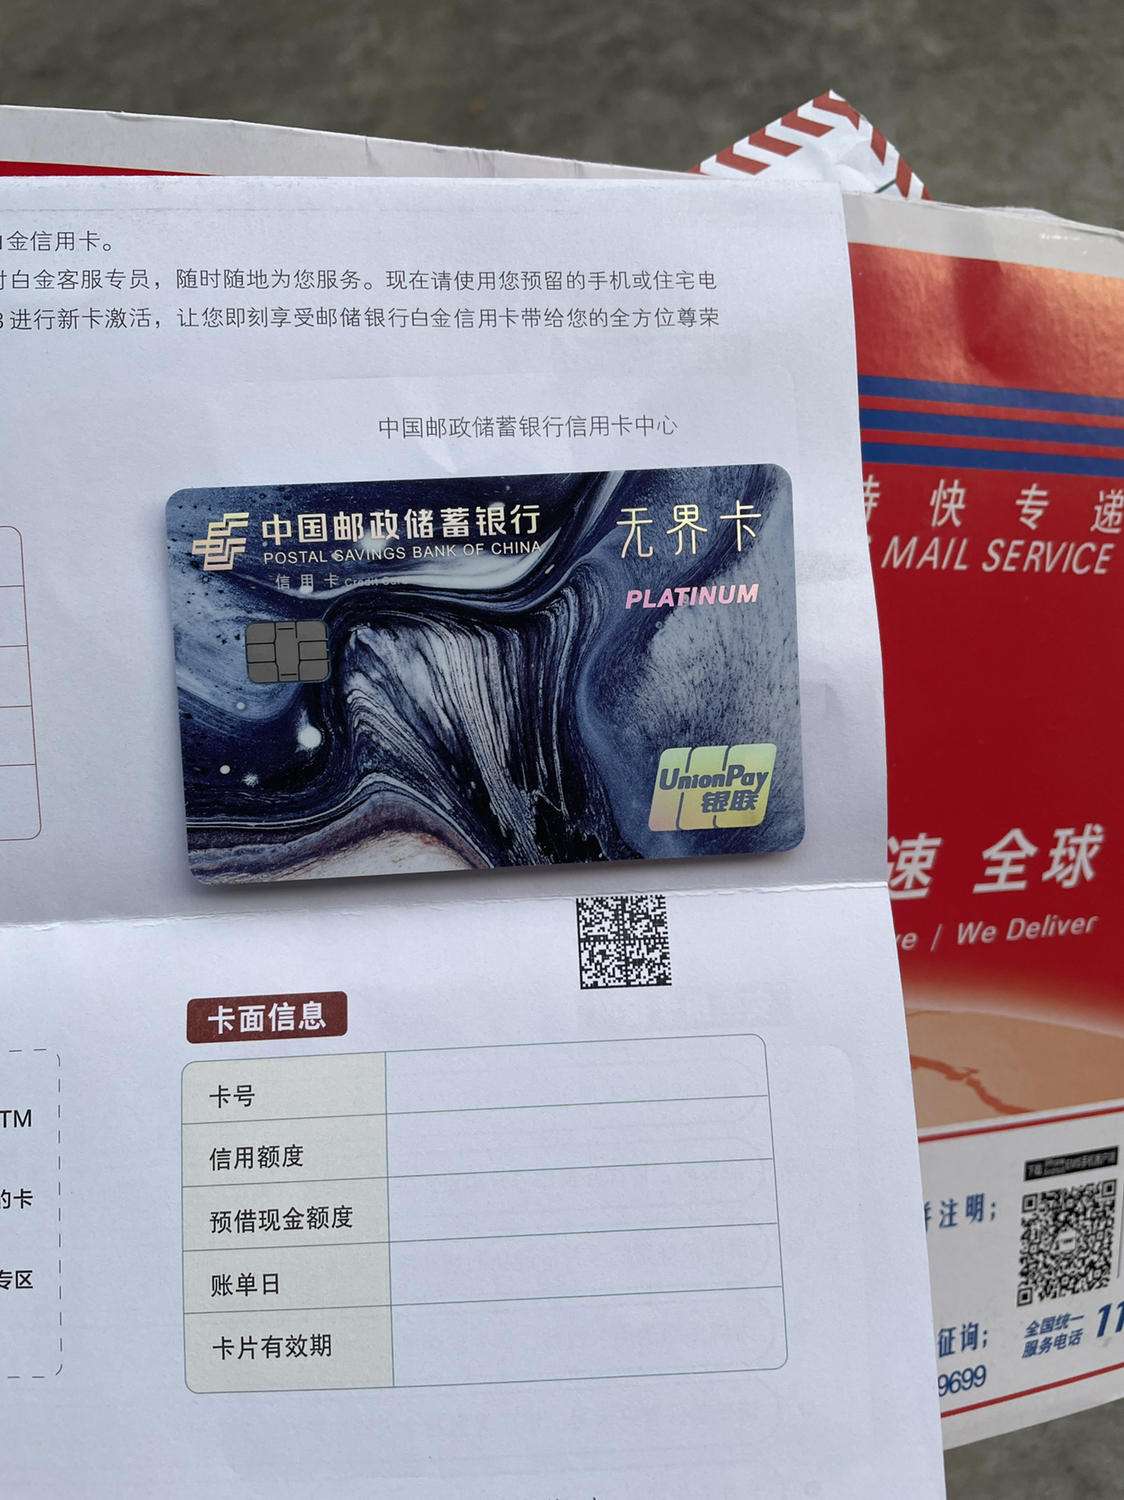 金信用卡。
白金客服专员，随时随地为您服务。现在请使用您预留的手机或住宅电
进行新卡激活，让您即刻享受邮储银行白金信用卡带给您的全方位尊荣
中国邮政储蓄银行信用卡中心
中国邮政储蓄银行
POSTAL SAVINGS BANK OF CHINA
信用卡 Credit Card
无界卡
PLATINUM
UnionPay
银联
特快专递
MAIL SERVICE
速 全球
/ We Deliver
卡面信息
卡号
信用额度
预借现金额度
账单日
卡片有效期
TM
的卡
专区
注明；
征询；
9699
全国统一
服务电话 11